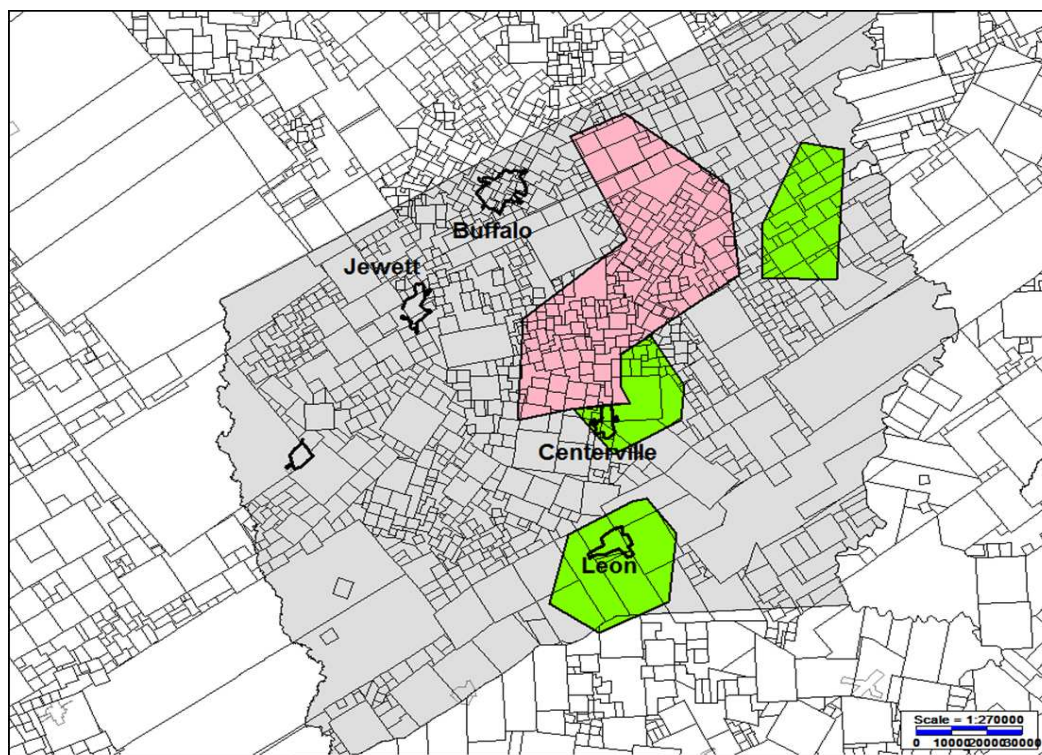 Buffalo
Jewett
Centerville
Leon
Scale = 1:270000
0 10000 20000 30000